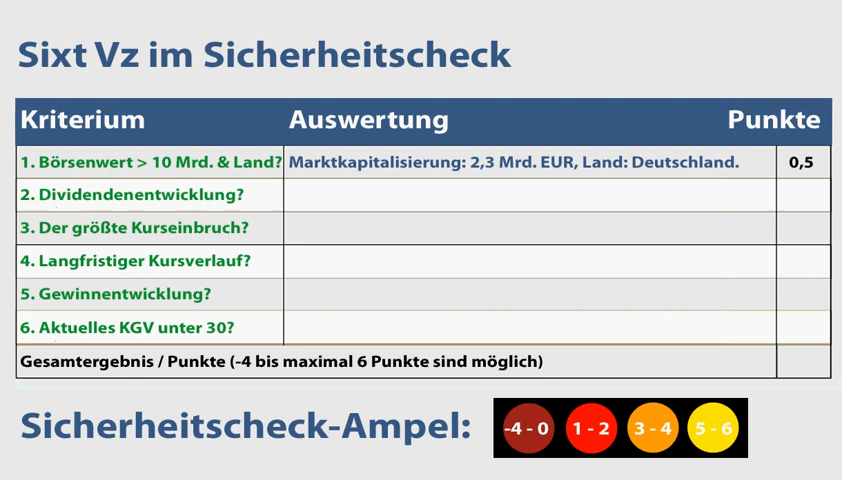 Sixt Vz im Sicherheitscheck
Kriterium Auswertung Punkte
1. Börsenwert > 10 Mrd. & Land? Marktkapitalisierung: 2,3 Mrd. EUR, Land: Deutschland. 0,5
2. Dividendenentwicklung?
3. Der größte Kurseinbruch?
4. Langfristiger Kursverlauf?
5. Gewinnentwicklung?
6. Aktuelles KGV unter 30?
Gesamtergebnis / Punkte (-4 bis maximal 6 Punkte sind möglich)
Sicherheitscheck-Ampel: -4 - 0 1 - 2 3 - 4 5 - 6